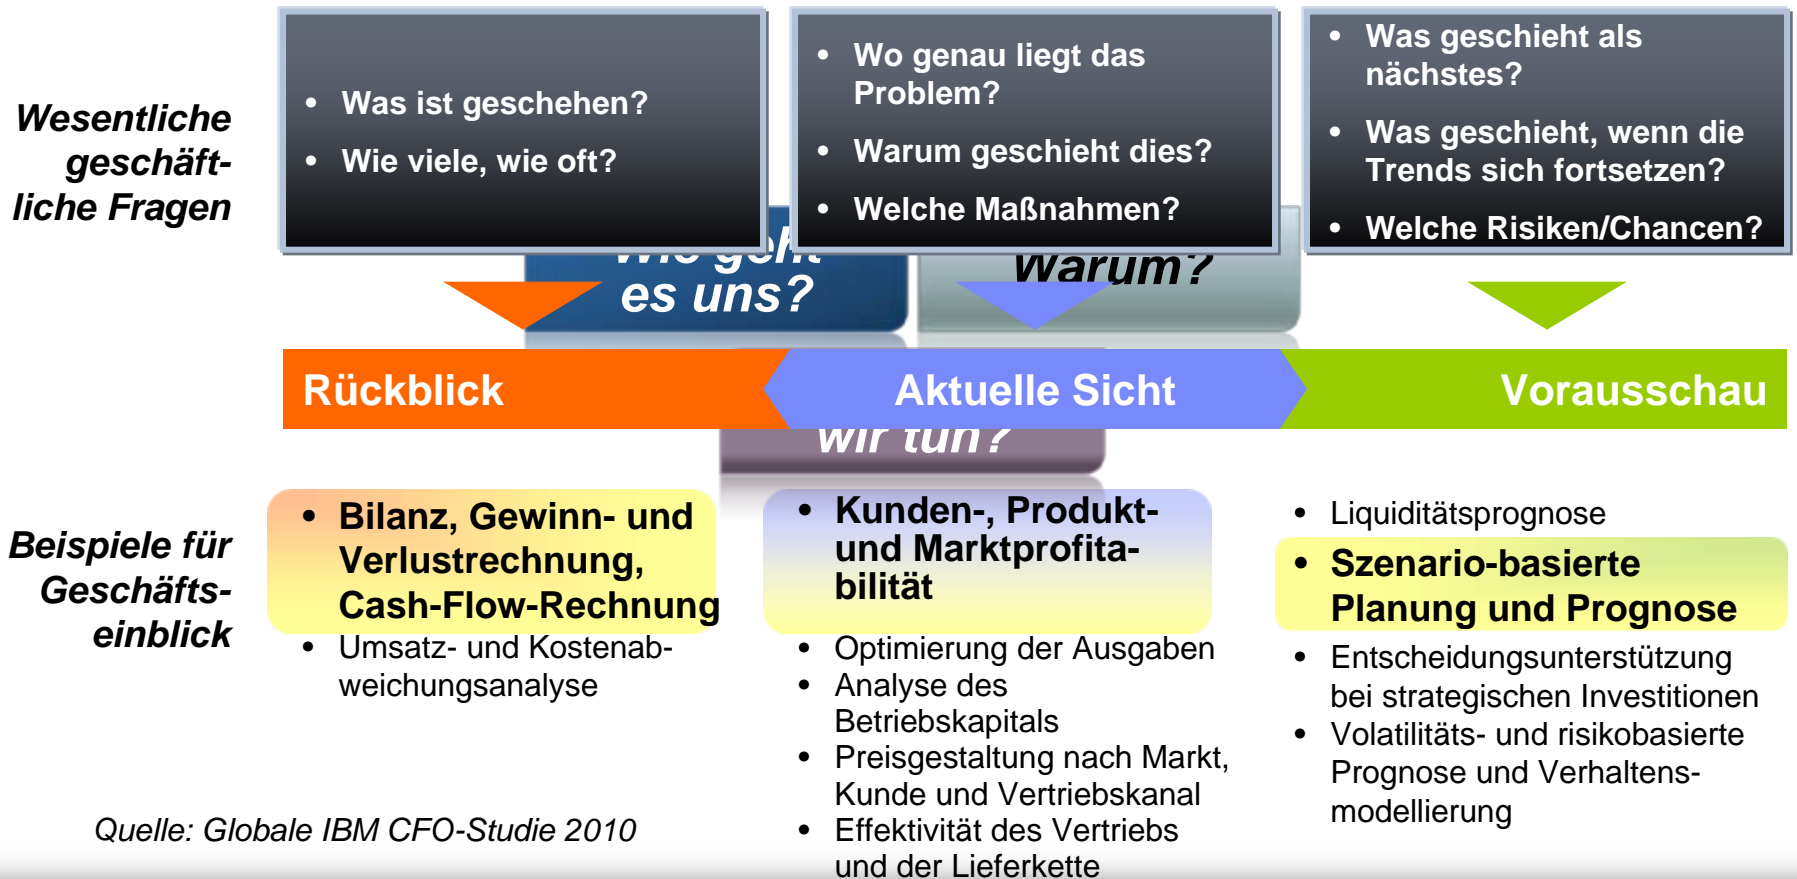 Wesentliche
geschäft-
liche Fragen
• Was ist geschehen?
• Wie viele, wie oft?
• Wo genau liegt das
Problem?
• Warum geschieht dies?
• Welche Maßnahmen?
• Was geschieht als
nächstes?
• Was geschieht, wenn die
Trends sich fortsetzen?
• Welche Risiken/Chancen?
Wie geht
es uns?
Warum?
Rückblick
Aktuelle Sicht
Vorausschau
wir tun?
Beispiele für
Geschäfts-
einblick
• Bilanz, Gewinn- und
Verlustrechnung,
Cash-Flow-Rechnung
• Umsatz- und Kostenab-
weichungsanalyse
• Kunden-, Produkt-
und Marktprofita-
bilität
• Optimierung der Ausgaben
• Analyse des
Betriebskapitals
• Preisgestaltung nach Markt,
Kunde und Vertriebskanal
• Effektivität des Vertriebs
und der Lieferkette
• Liquiditätsprognose
• Szenario-basierte
Planung und Prognose
• Entscheidungsunterstützung
bei strategischen Investitionen
• Volatilitäts- und risikobasierte
Prognose und Verhaltens-
modellierung
Quelle: Globale IBM CFO-Studie 2010